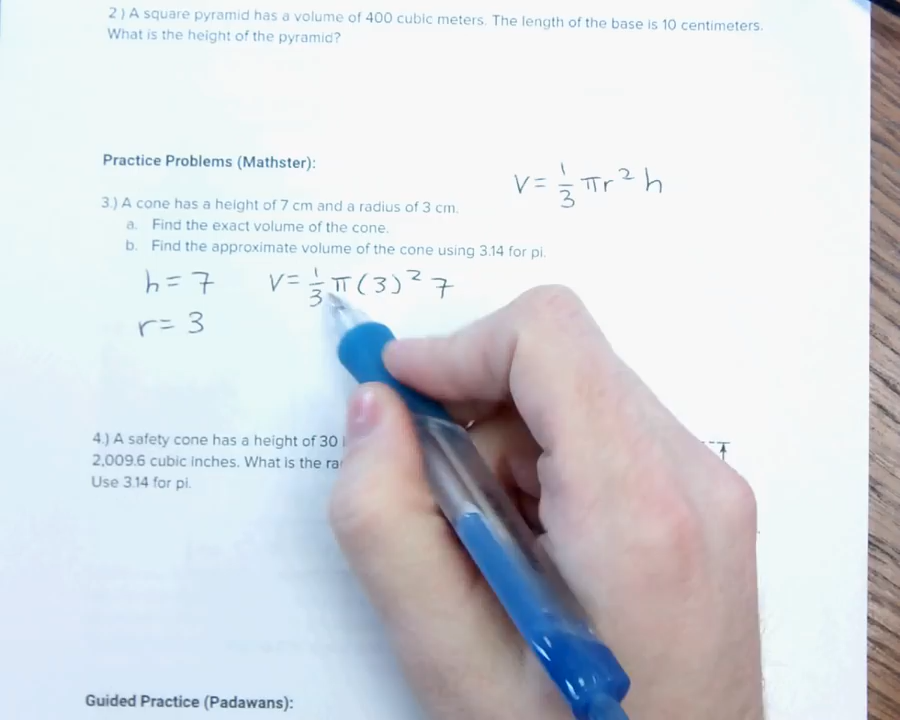 2) A square pyramid has a volume of 400 cubic meters. The length of the base is 10 centimeters.
What is the height of the pyramid?
Practice Problems (Mathster):
V = 1/3 πr² h
3.) A cone has a height of 7 cm and a radius of 3 cm.
a. Find the exact volume of the cone.
b. Find the approximate volume of the cone using 3.14 for pi.
h = 7
V = 1/3 π (3)² 7
r = 3
4.) A safety cone has a height of 30
2,009.6 cubic inches. What is the
Use 3.14 for pi.
Guided Practice (Padawans):